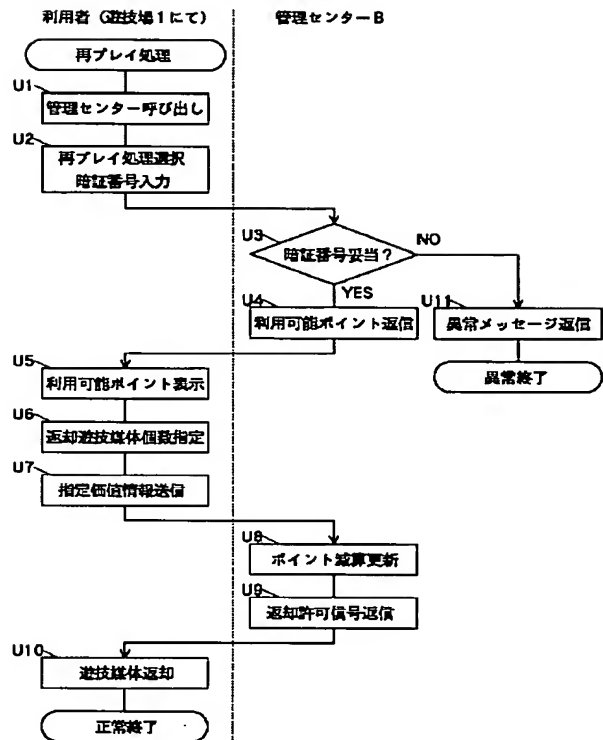 利用者（遊技場1にて）
管理センターB
再プレイ処理
U1
管理センター呼び出し
U2
再プレイ処理選択
暗証番号入力
U3
暗証番号妥当？
NO
YES
U4
利用可能ポイント返信
U11
異常メッセージ返信
異常終了
U5
利用可能ポイント表示
U6
返却遊技媒体個数指定
U7
指定価値情報送信
U8
ポイント減算更新
U9
返却許可信号返信
U10
遊技媒体返却
正常終了